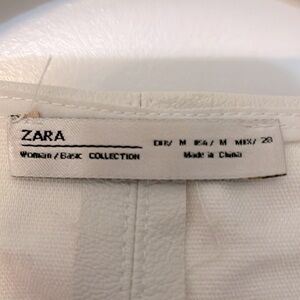 ZARA
EUR/ M USA/ M MEX/ 28
Woman / Basic COLLECTION
Made in China